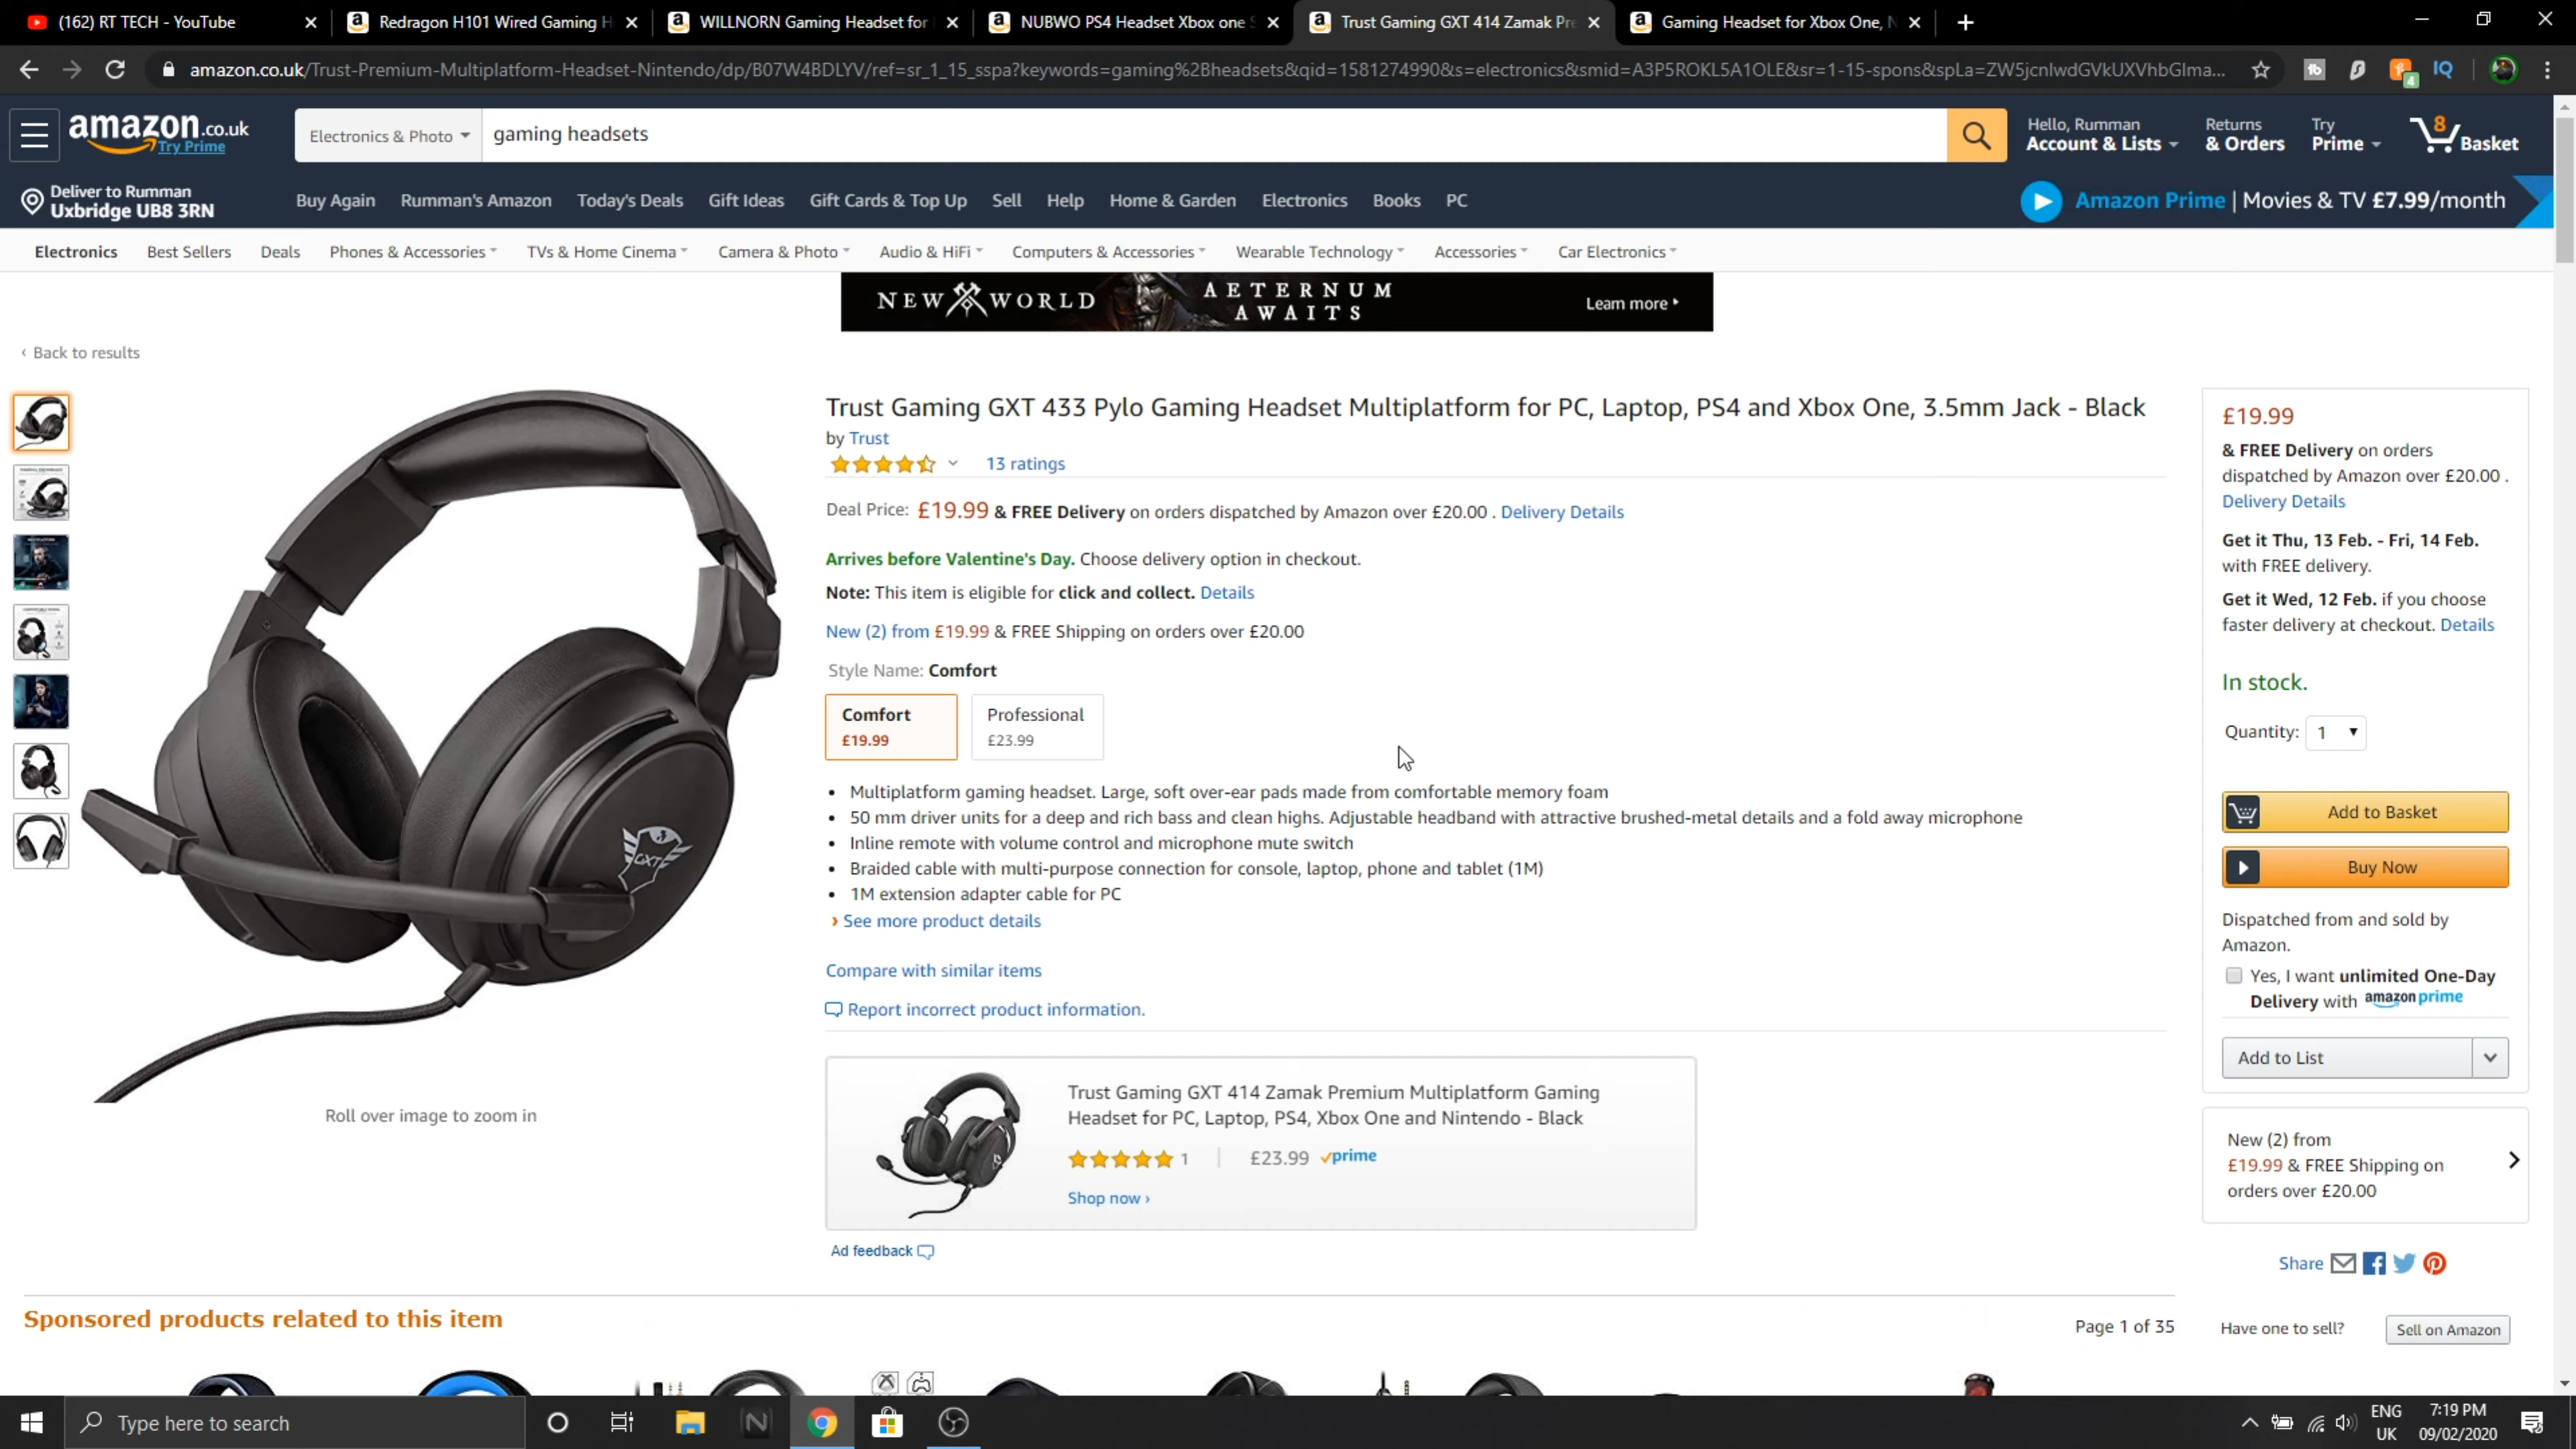 (162) RT TECH - YouTube
Redragon H101 Wired Gaming H
WILLNORN Gaming Headset for
NUBWO PS4 Headset Xbox one S
Trust Gaming GXT 414 Zamak Pre
Gaming Headset for Xbox One, N
amazon.co.uk/Trust-Premium-Multiplatform-Headset-Nintendo/dp/B07W4BDLYV/ref=sr_1_15_sspa?keywords=gaming%2Bheadsets&qid=1581274990&s=electronics&smid=A3P5ROKL5A1OLE&sr=1-15-spons&spLa=ZW5jcnlwdGVkUXVhbGlma...
tb
4
IQ
amazon.co.uk
Try Prime
Electronics & Photo
gaming headsets
Hello, Rumman
Account & Lists
Returns
& Orders
Try
Prime
8
Basket
Deliver to Rumman
Uxbridge UB8 3RN
Buy Again
Rumman's Amazon
Today's Deals
Gift Ideas
Gift Cards & Top Up
Sell
Help
Home & Garden
Electronics
Books
PC
Amazon Prime | Movies & TV £7.99/month
Electronics
Best Sellers
Deals
Phones & Accessories
TVs & Home Cinema
Camera & Photo
Audio & HiFi
Computers & Accessories
Wearable Technology
Accessories
Car Electronics
NEW WORLD
AETERNUM
AWAITS
Learn more
‹ Back to results
GXT
Roll over image to zoom in
Trust Gaming GXT 433 Pylo Gaming Headset Multiplatform for PC, Laptop, PS4 and Xbox One, 3.5mm Jack - Black
by Trust
13 ratings
Deal Price: £19.99 & FREE Delivery on orders dispatched by Amazon over £20.00 . Delivery Details
Arrives before Valentine's Day. Choose delivery option in checkout.
Note: This item is eligible for click and collect. Details
New (2) from £19.99 & FREE Shipping on orders over £20.00
Style Name: Comfort
Comfort
£19.99
Professional
£23.99
• Multiplatform gaming headset. Large, soft over-ear pads made from comfortable memory foam
• 50 mm driver units for a deep and rich bass and clean highs. Adjustable headband with attractive brushed-metal details and a fold away microphone
• Inline remote with volume control and microphone mute switch
• Braided cable with multi-purpose connection for console, laptop, phone and tablet (1M)
• 1M extension adapter cable for PC
› See more product details
Compare with similar items
Report incorrect product information.
Trust Gaming GXT 414 Zamak Premium Multiplatform Gaming
Headset for PC, Laptop, PS4, Xbox One and Nintendo - Black
1 | £23.99 prime
Shop now ›
Ad feedback
£19.99
& FREE Delivery on orders
dispatched by Amazon over £20.00 .
Delivery Details
Get it Thu, 13 Feb. - Fri, 14 Feb.
with FREE delivery.
Get it Wed, 12 Feb. if you choose
faster delivery at checkout. Details
In stock.
Quantity: 1
Add to Basket
Buy Now
Dispatched from and sold by
Amazon.
Yes, I want unlimited One-Day
Delivery with amazon prime
Add to List
New (2) from
£19.99 & FREE Shipping on
orders over £20.00
Share
Have one to sell?
Sell on Amazon
Sponsored products related to this item
Page 1 of 35
Type here to search
ENG
UK
7:19 PM
09/02/2020